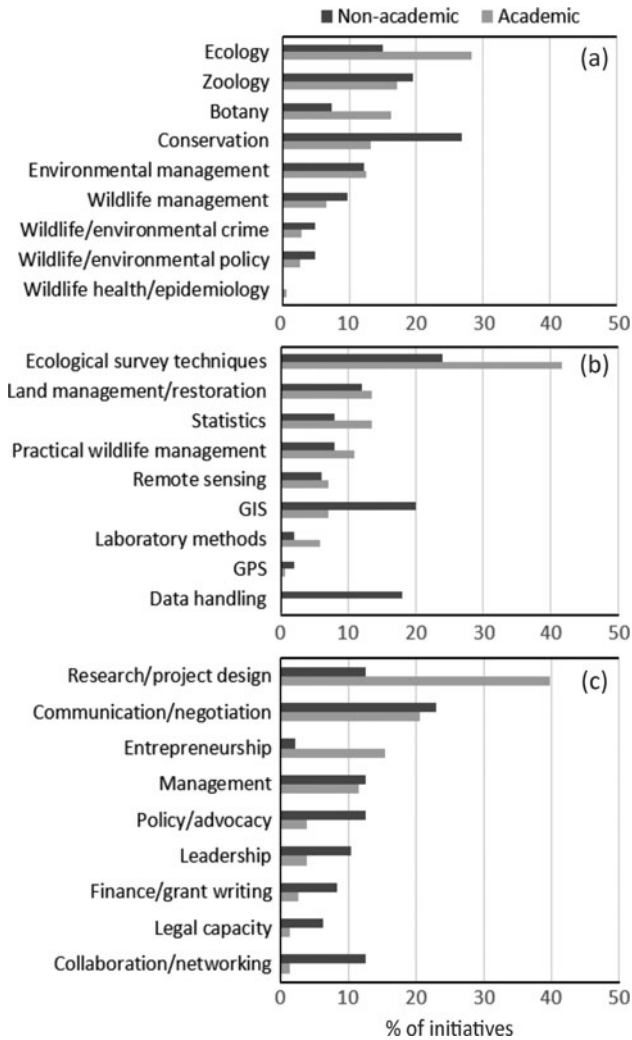 Non-academic Academic
(a)
Ecology
Zoology
Botany
Conservation
Environmental management
Wildlife management
Wildlife/environmental crime
Wildlife/environmental policy
Wildlife health/epidemiology
0 10 20 30 40 50
(b)
Ecological survey techniques
Land management/restoration
Statistics
Practical wildlife management
Remote sensing
GIS
Laboratory methods
GPS
Data handling
0 10 20 30 40 50
(c)
Research/project design
Communication/negotiation
Entrepreneurship
Management
Policy/advocacy
Leadership
Finance/grant writing
Legal capacity
Collaboration/networking
0 10 20 30 40 50
% of initiatives